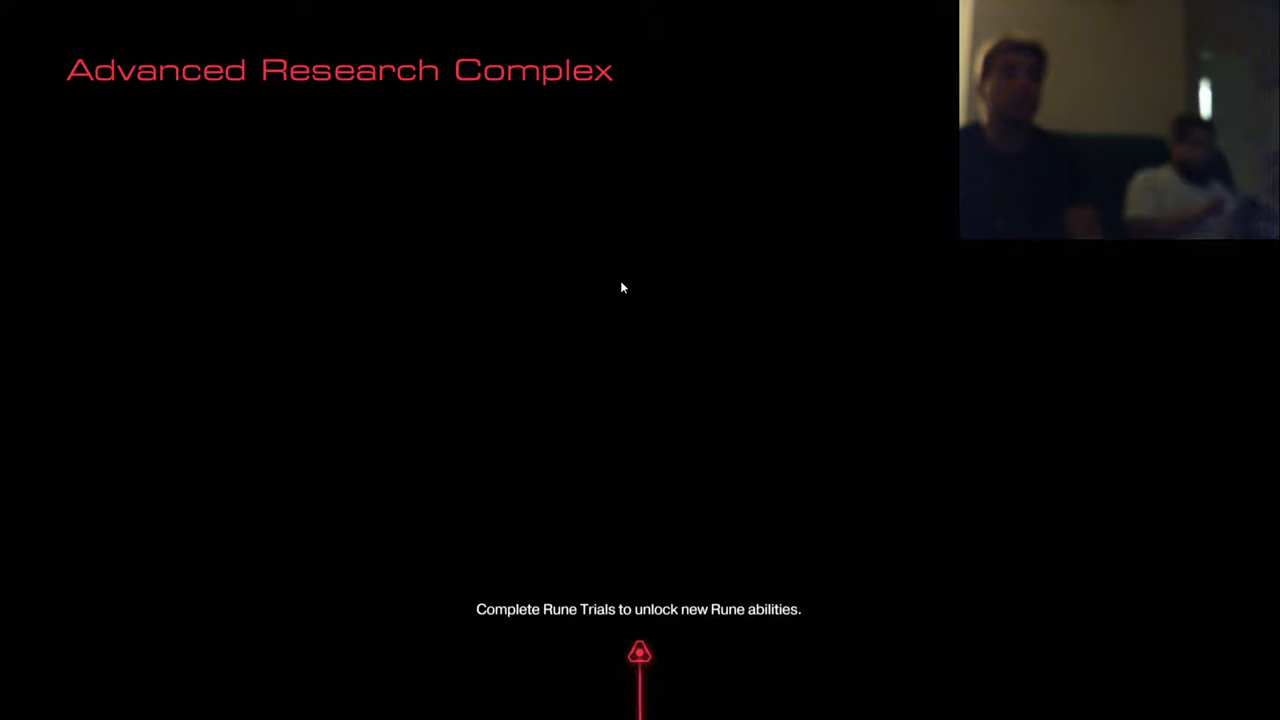 Advanced Research Complex
Complete Rune Trials to unlock new Rune abilities.